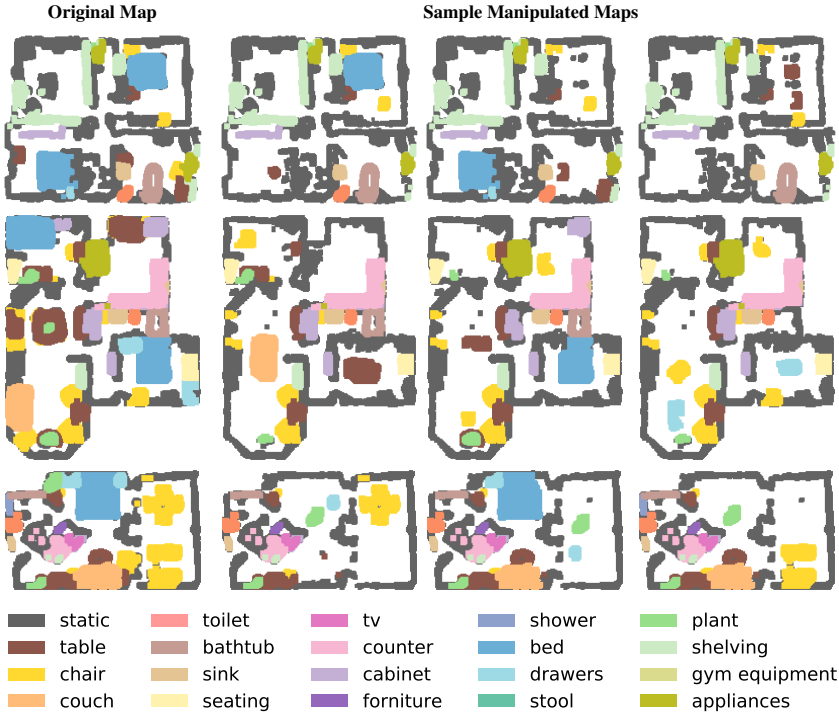 Original Map Sample Manipulated Maps
static toilet tv shower plant
table bathtub counter bed shelving
chair sink cabinet drawers gym equipment
couch seating forniture stool appliances